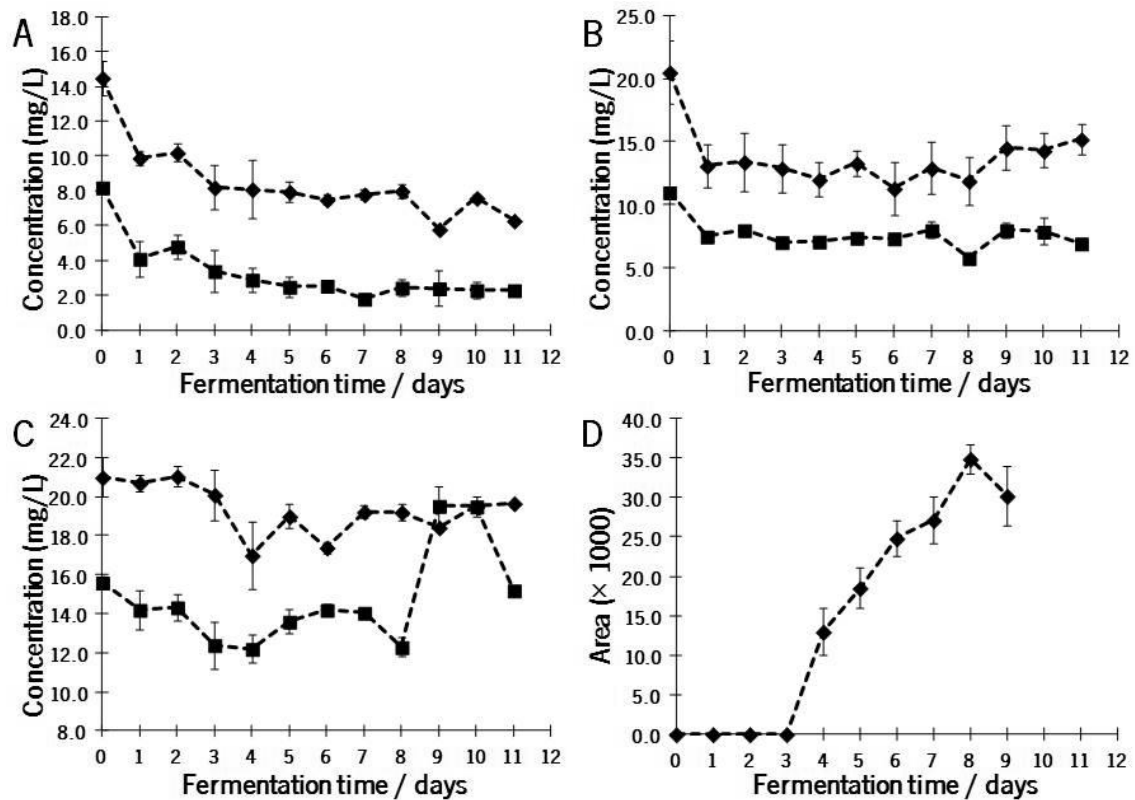 A
Concentration (mg/L)
18.0
16.0
14.0
12.0
10.0
8.0
6.0
4.0
2.0
0.0
0 1 2 3 4 5 6 7 8 9 10 11 12
Fermentation time / days
B
Concentration (mg/L)
25.0
20.0
15.0
10.0
5.0
0.0
0 1 2 3 4 5 6 7 8 9 10 11 12
Fermentation time / days
C
Concentration (mg/L)
24.0
22.0
20.0
18.0
16.0
14.0
12.0
10.0
8.0
0 1 2 3 4 5 6 7 8 9 10 11 12
Fermentation time / days
D
Area (× 1000)
40.0
35.0
30.0
25.0
20.0
15.0
10.0
5.0
0.0
0 1 2 3 4 5 6 7 8 9 10 11 12
Fermentation time / days